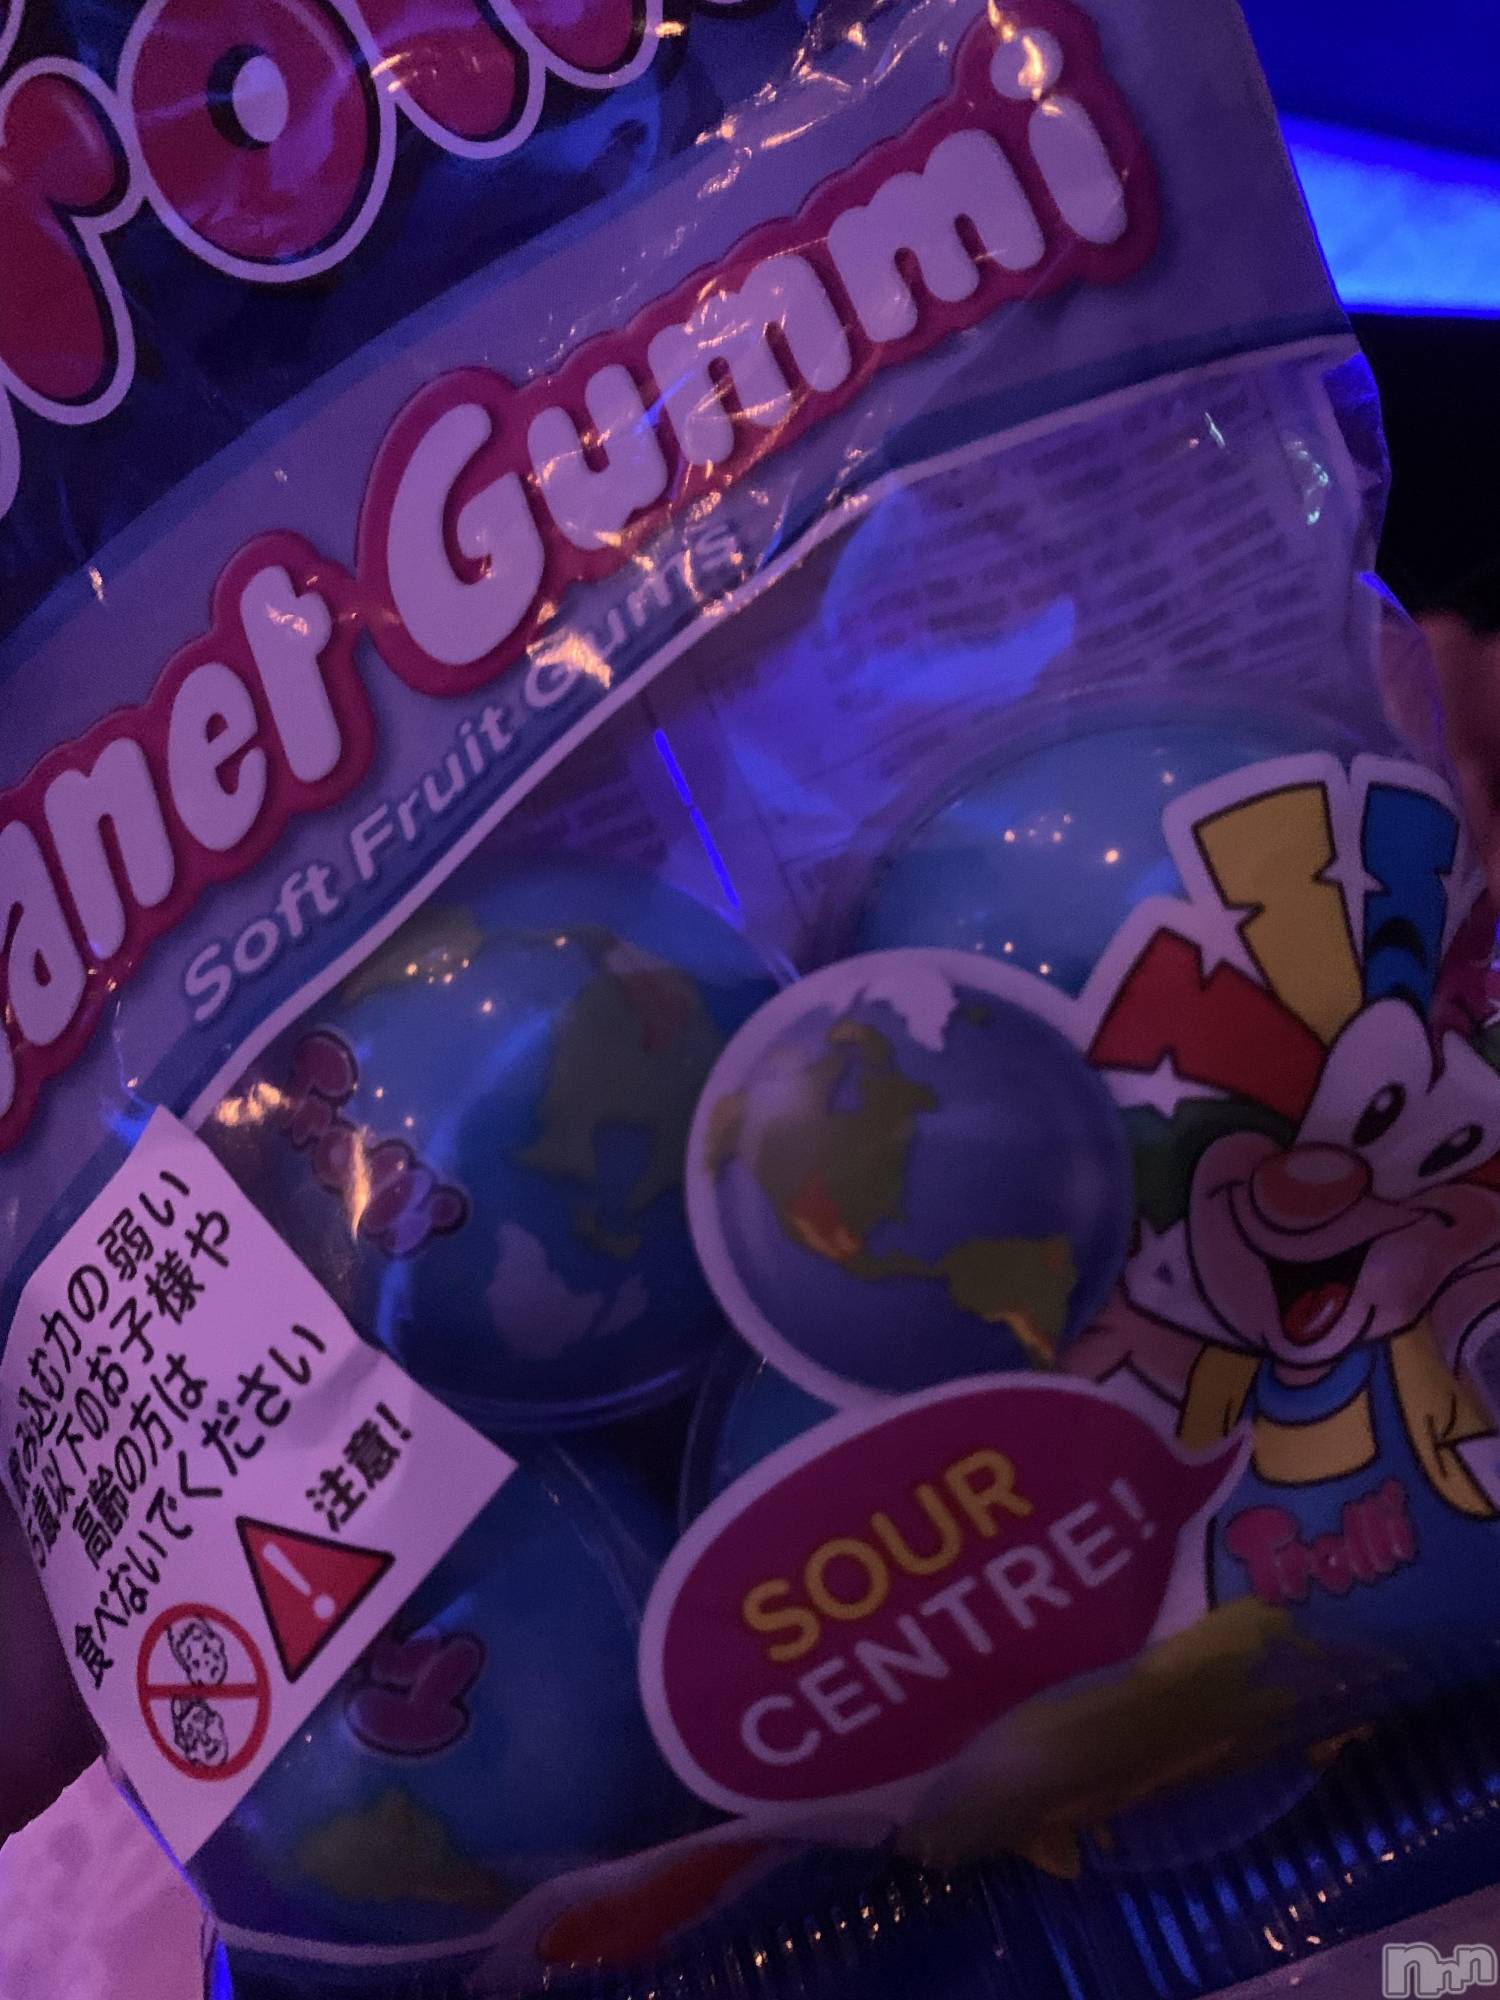 Planet Gummi
Soft Fruit Gums
Trolli
SOUR
CENTRE!
Trolli
飲み込む力の弱い
5歳以下のお子様や
高齢の方は
食べないでください
注意!
nnn